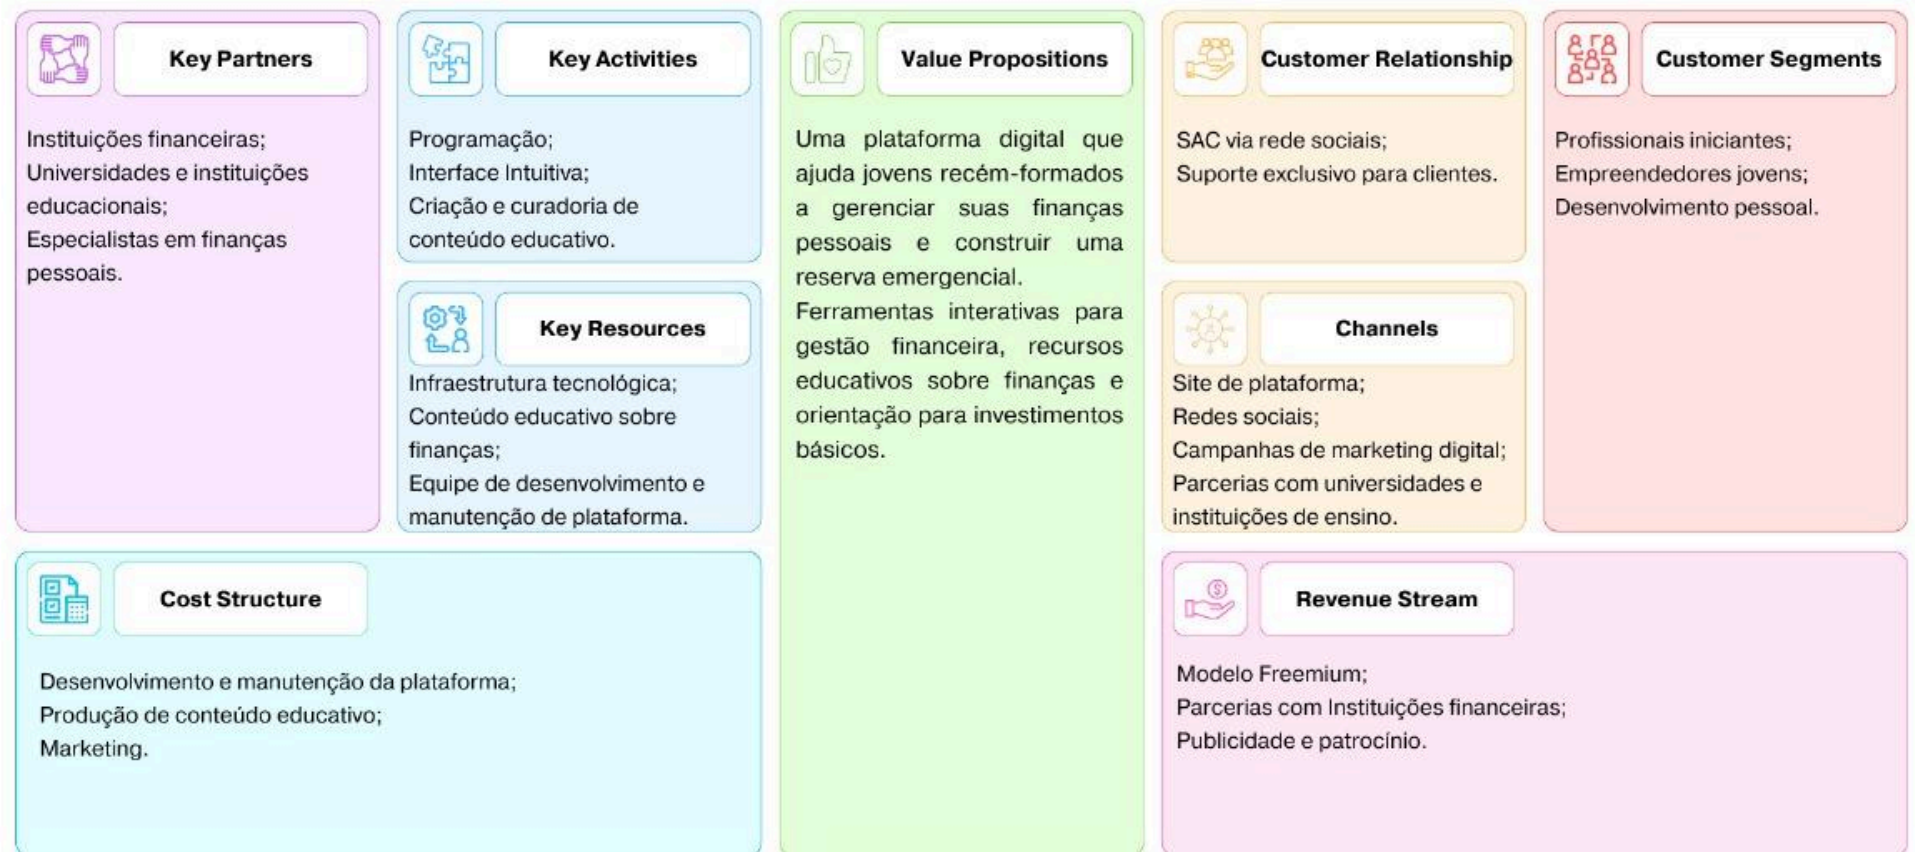 Key Partners
Instituições financeiras;
Universidades e instituições
educacionais;
Especialistas em finanças
pessoais.
Key Activities
Programação;
Interface Intuitiva;
Criação e curadoria de
conteúdo educativo.
Key Resources
Infraestrutura tecnológica;
Conteúdo educativo sobre
finanças;
Equipe de desenvolvimento e
manutenção de plataforma.
Value Propositions
Uma plataforma digital que
ajuda jovens recém-formados
a gerenciar suas finanças
pessoais e construir uma
reserva emergencial.
Ferramentas interativas para
gestão financeira, recursos
educativos sobre finanças e
orientação para investimentos
básicos.
Customer Relationship
SAC via rede sociais;
Suporte exclusivo para clientes.
Channels
Site de plataforma;
Redes sociais;
Campanhas de marketing digital;
Parcerias com universidades e
instituições de ensino.
Customer Segments
Profissionais iniciantes;
Empreendedores jovens;
Desenvolvimento pessoal.
Cost Structure
Desenvolvimento e manutenção da plataforma;
Produção de conteúdo educativo;
Marketing.
Revenue Stream
Modelo Freemium;
Parcerias com Instituições financeiras;
Publicidade e patrocínio.